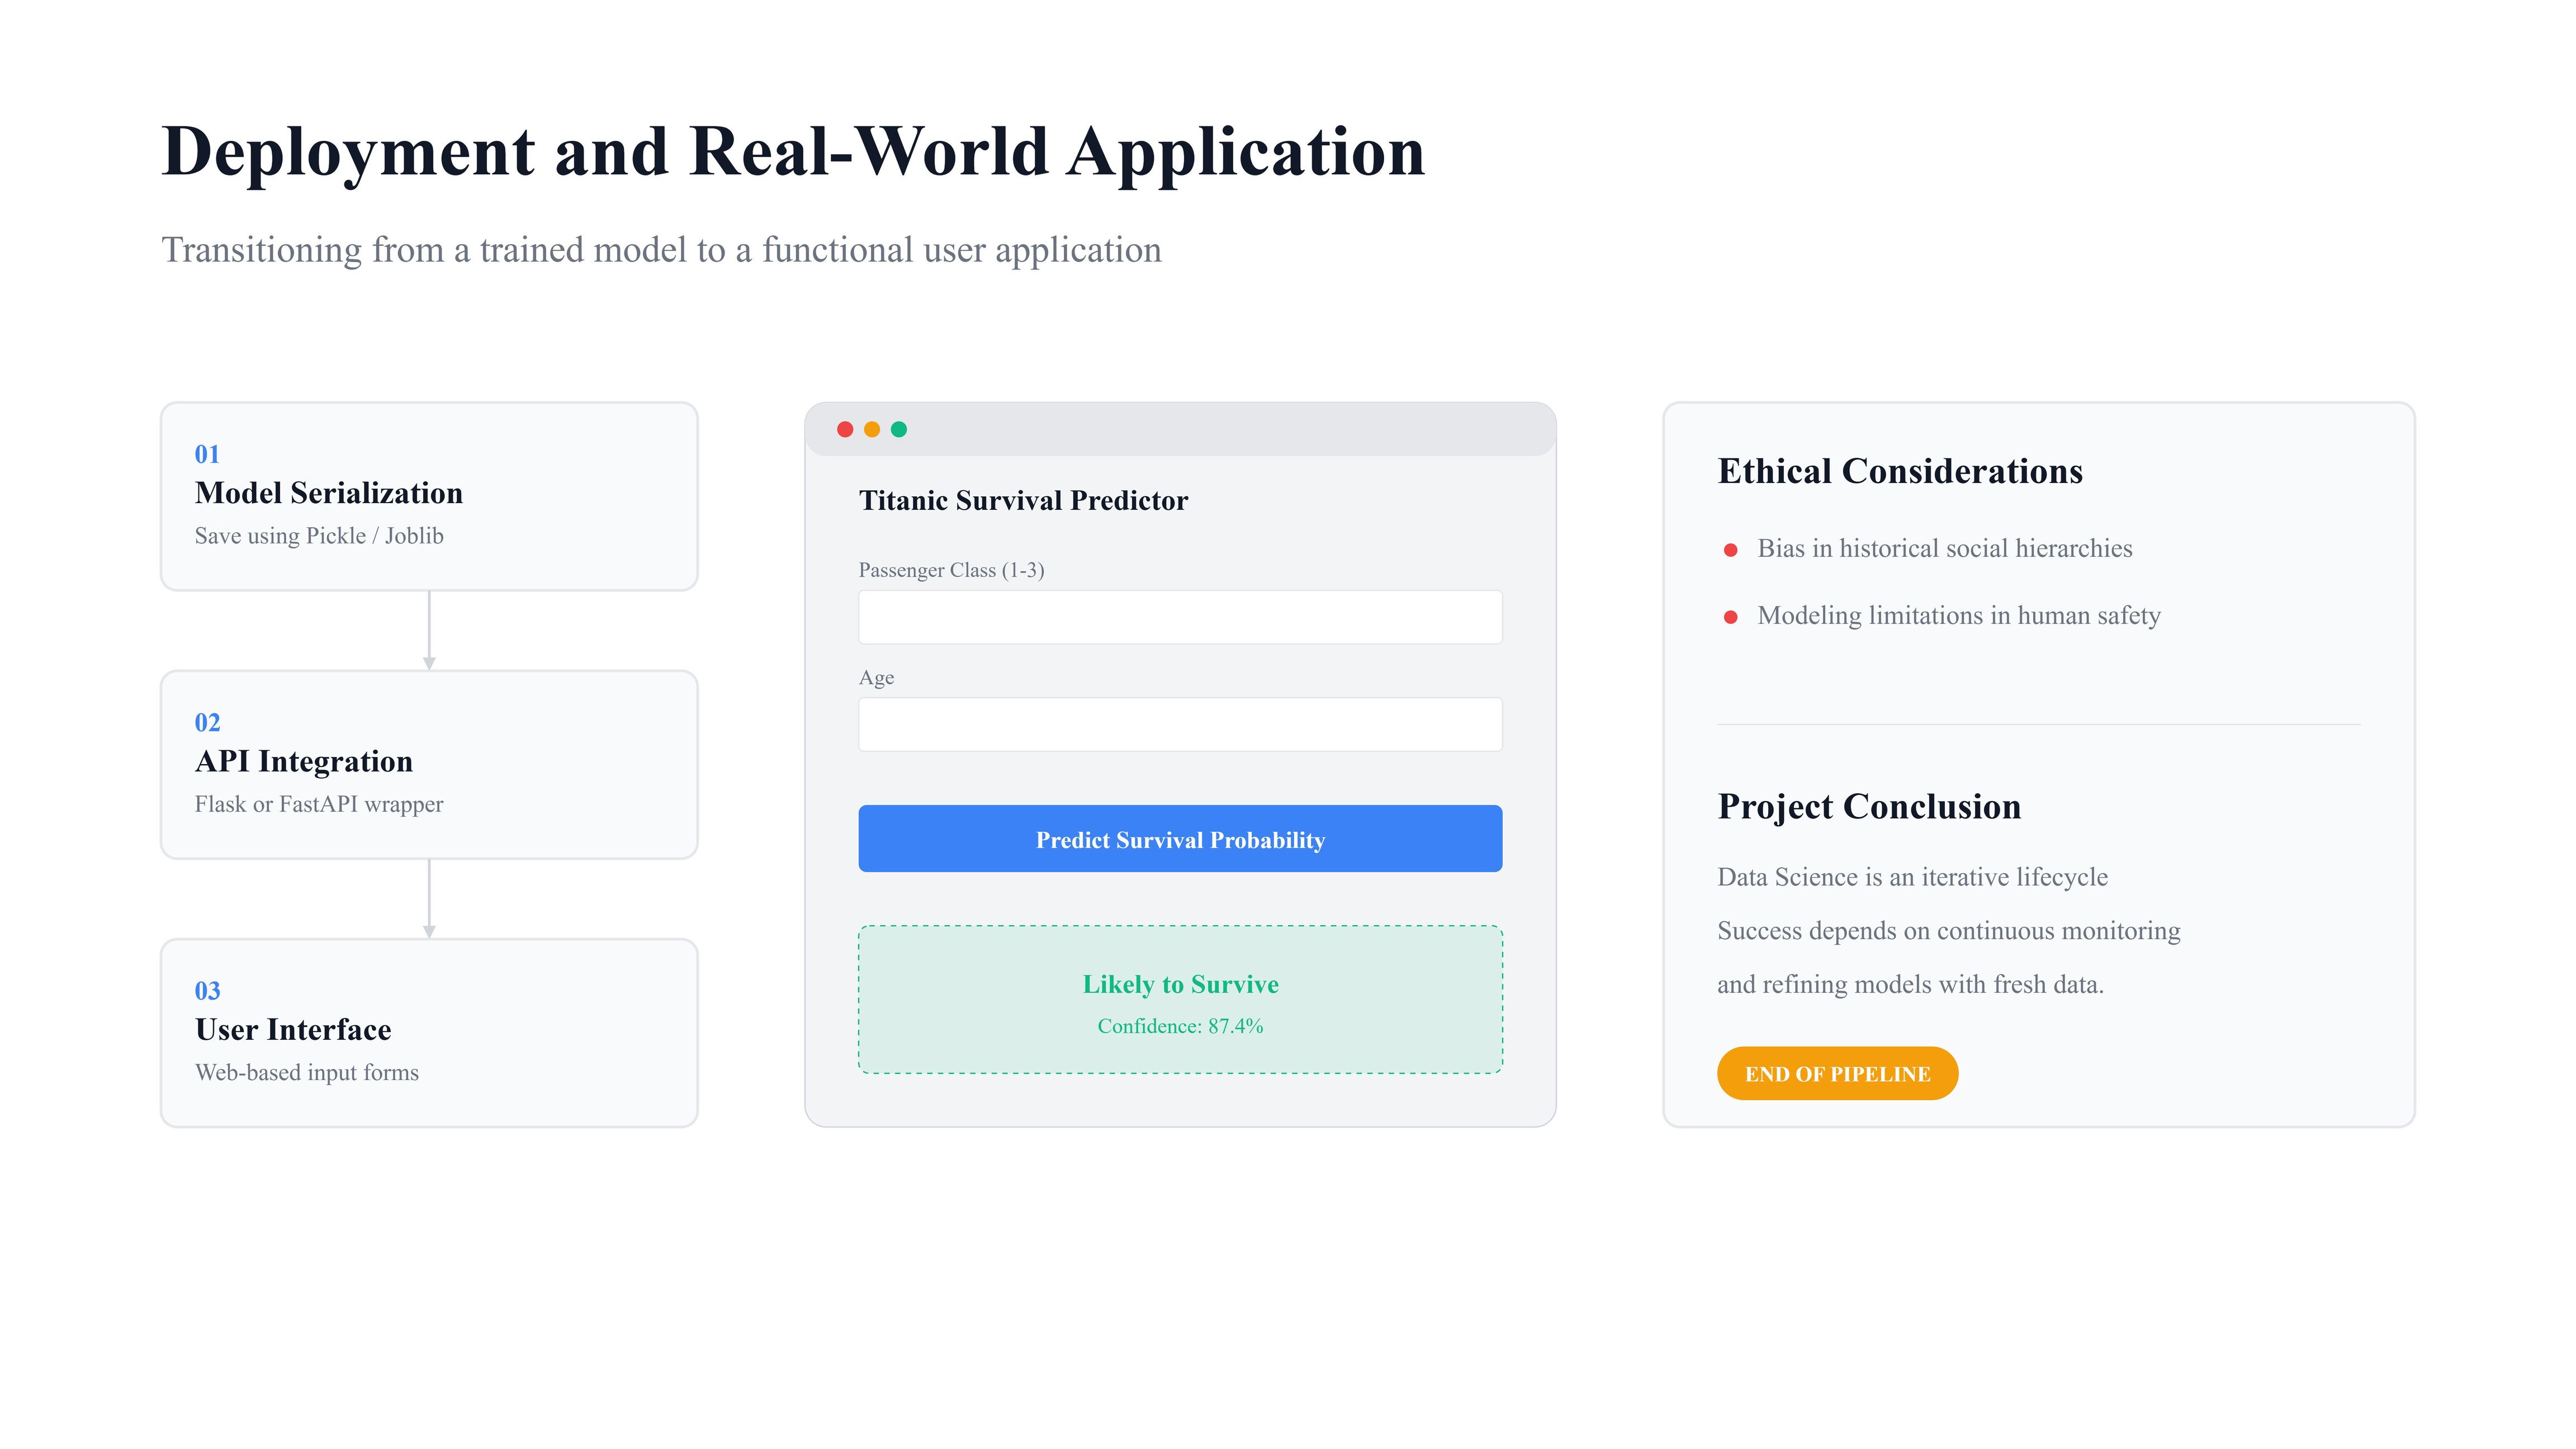 Deployment and Real-World Application
Transitioning from a trained model to a functional user application
01
Model Serialization
Save using Pickle / Joblib
02
API Integration
Flask or FastAPI wrapper
03
User Interface
Web-based input forms
Titanic Survival Predictor
Passenger Class (1-3)
Age
Predict Survival Probability
Likely to Survive
Confidence: 87.4%
Ethical Considerations
Bias in historical social hierarchies
Modeling limitations in human safety
Project Conclusion
Data Science is an iterative lifecycle
Success depends on continuous monitoring
and refining models with fresh data.
END OF PIPELINE